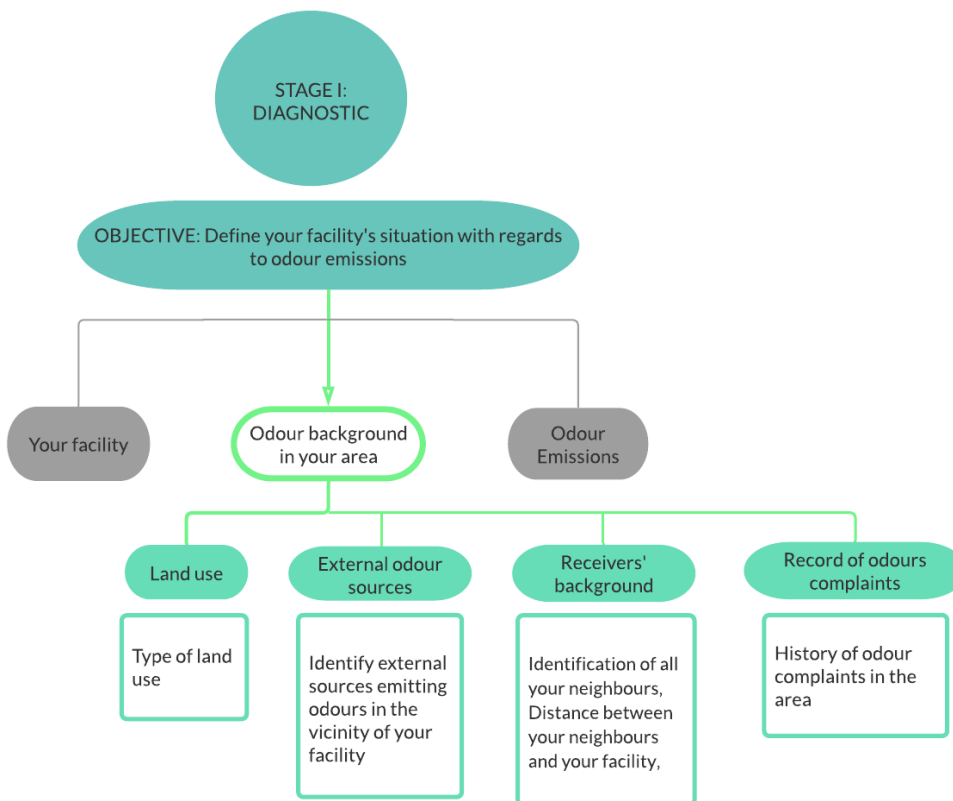 STAGE I:
DIAGNOSTIC
OBJECTIVE: Define your facility's situation with regards
to odour emissions
Your facility
Odour background
in your area
Odour
Emissions
Land use
External odour
sources
Receivers'
background
Record of odours
complaints
Type of land
use
Identify external
sources emitting
odours in the
vicinity of your
facility
Identification of all
your neighbours,
Distance between
your neighbours
and your facility,
History of odour
complaints in the
area